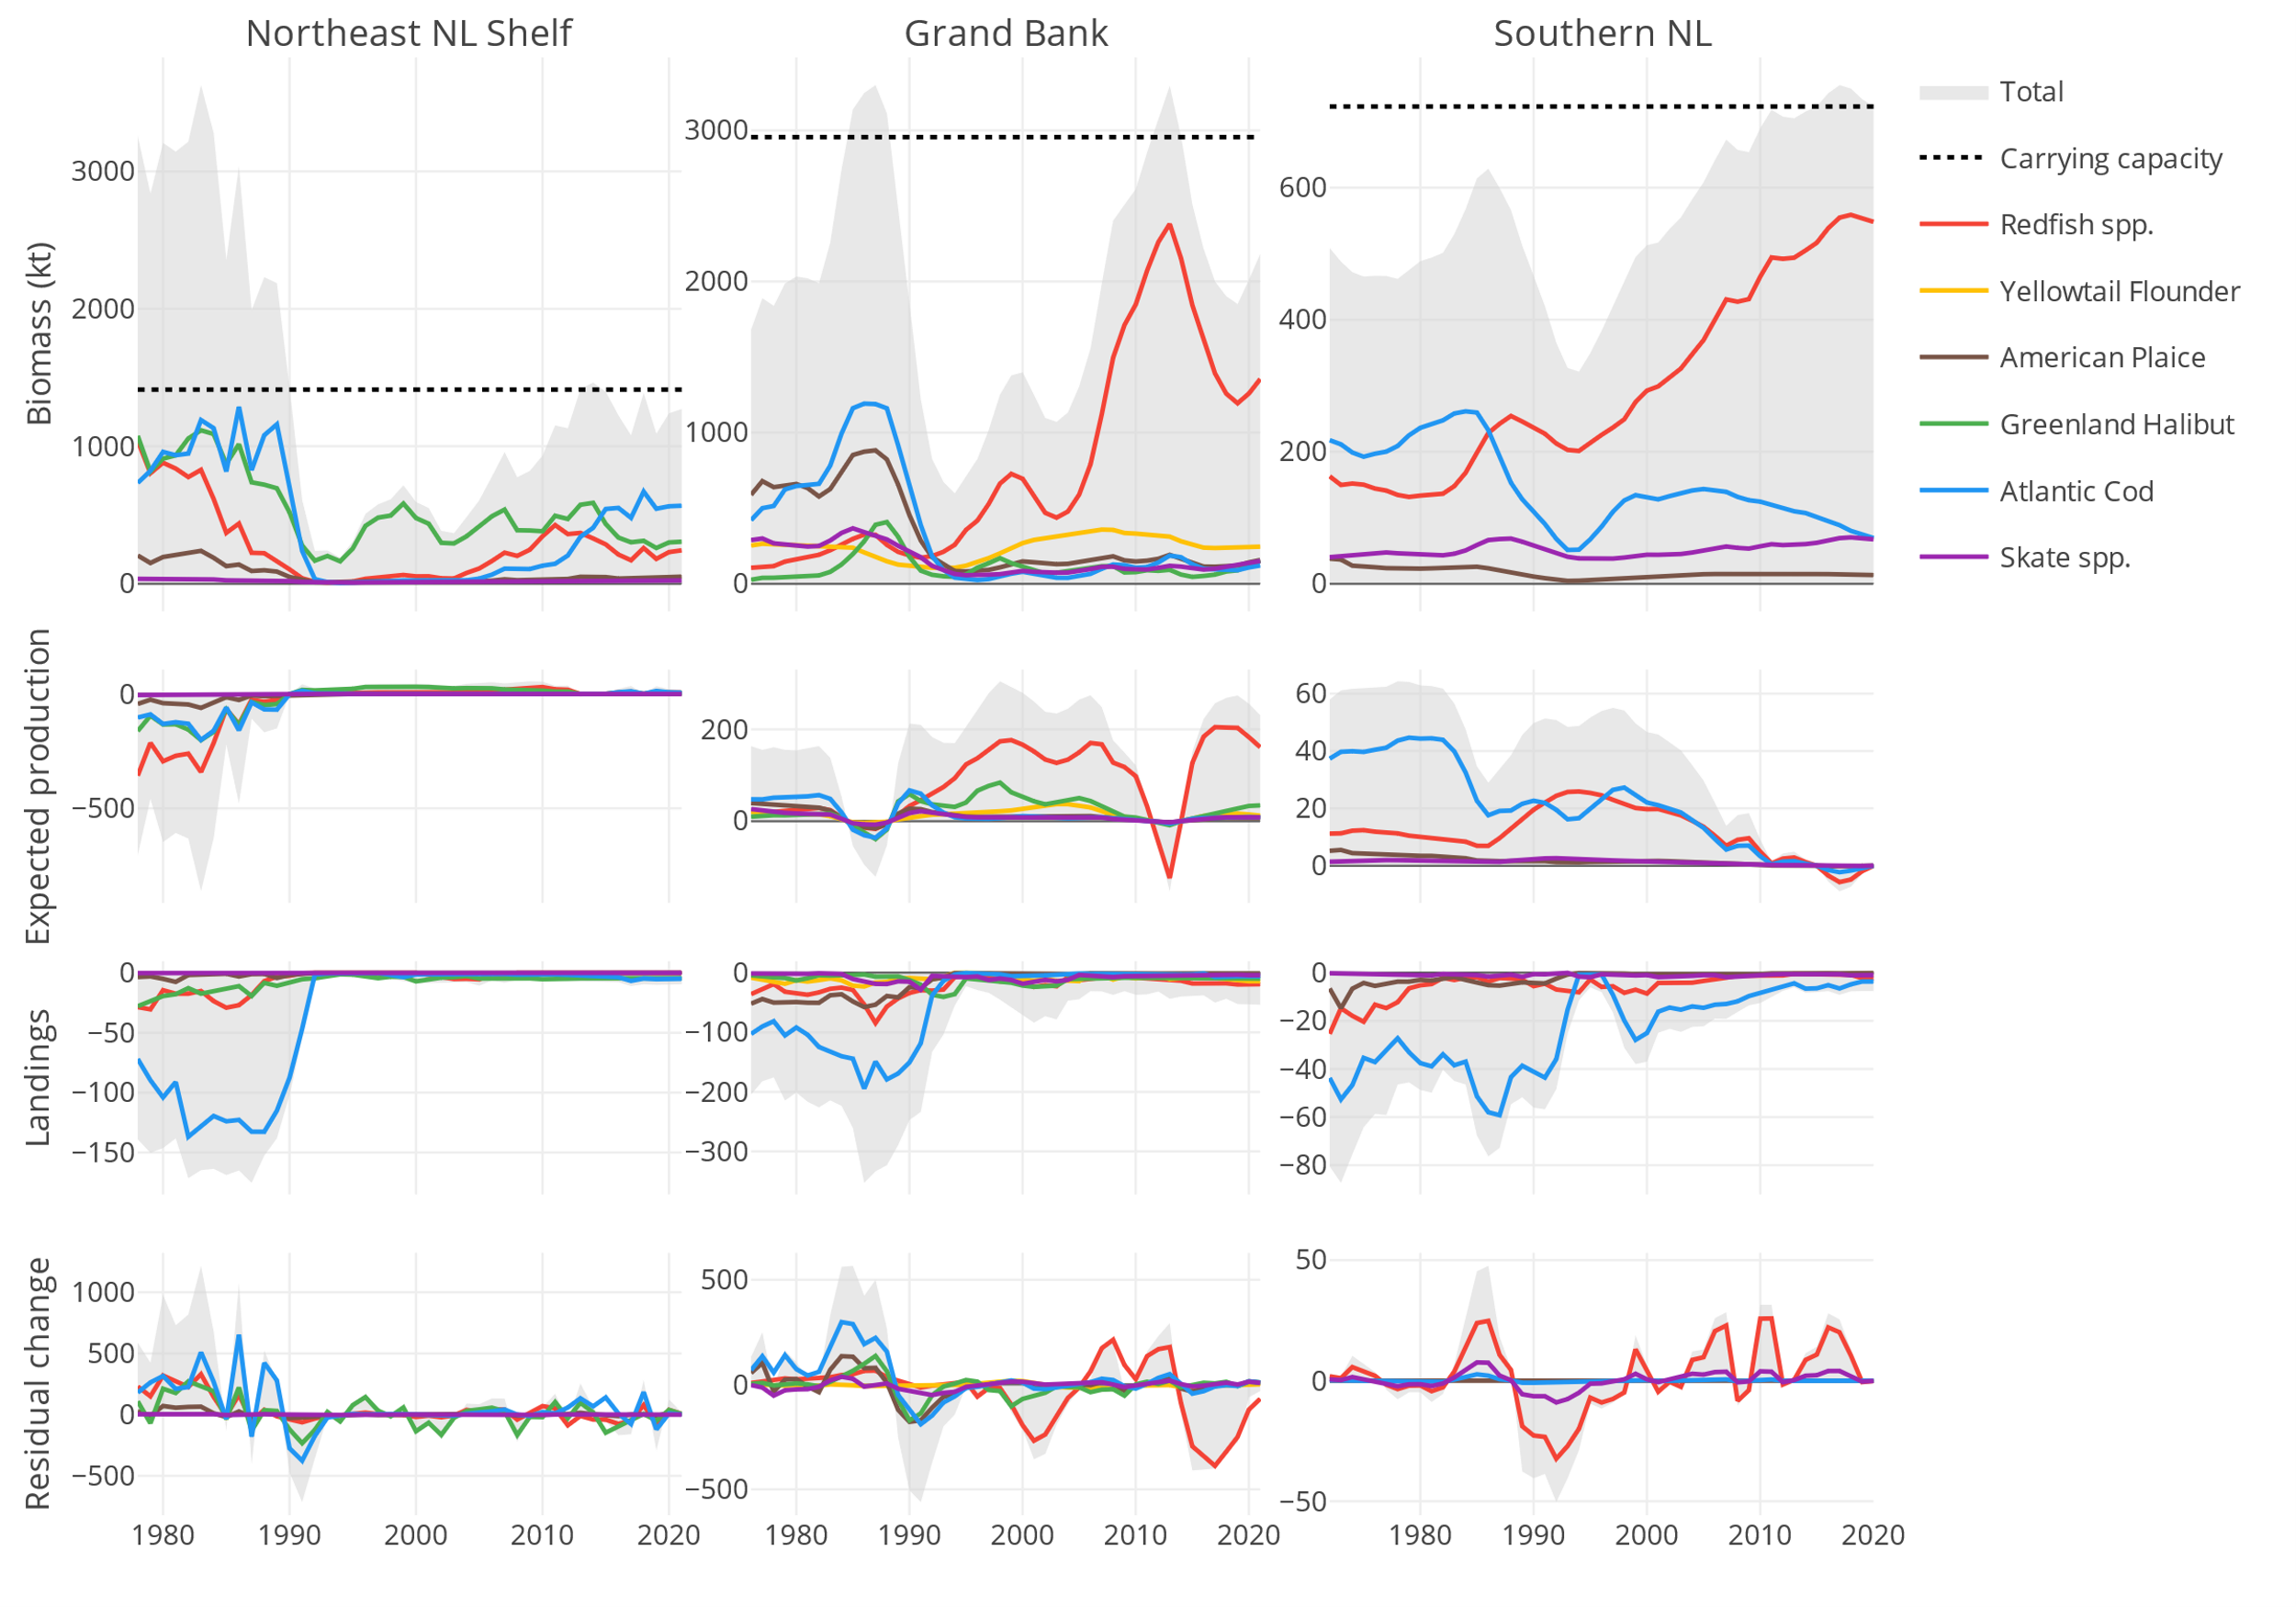 Northeast NL Shelf
Grand Bank
Southern NL
Total
Carrying capacity
Redfish spp.
Yellowtail Flounder
American Plaice
Greenland Halibut
Atlantic Cod
Skate spp.
Biomass (kt)
3000
2000
1000
0
3000
2000
1000
0
600
400
200
0
Expected production
0
−500
200
0
60
40
20
0
Landings
0
−50
−100
−150
0
−100
−200
−300
0
−20
−40
−60
−80
Residual change
1000
500
0
−500
500
0
−500
50
0
−50
1980 1990 2000 2010 2020
1980 1990 2000 2010 2020
1980 1990 2000 2010 2020